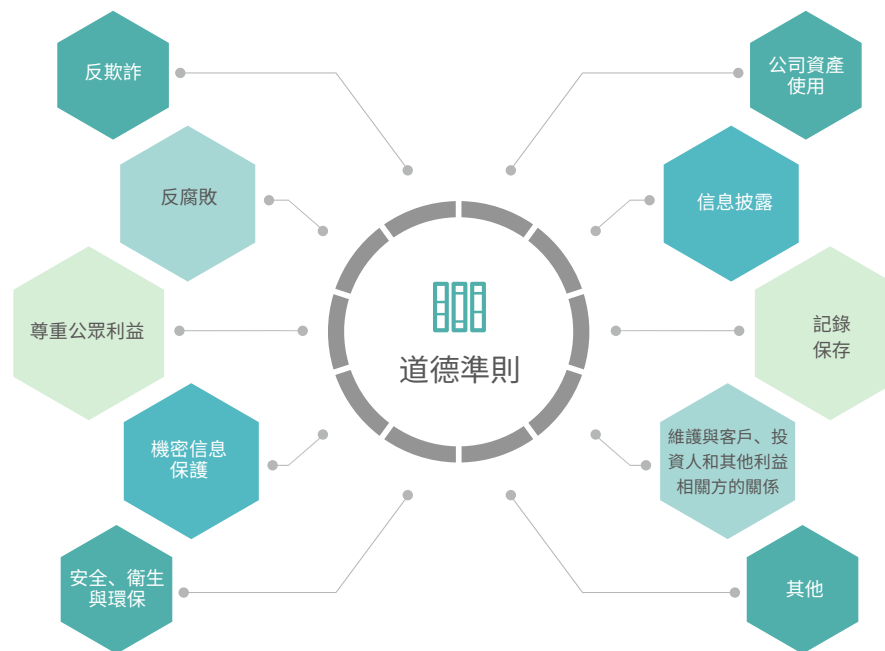 反欺詐
反腐敗
尊重公眾利益
機密信息
保護
安全、衛生
與環保
道德準則
公司資產
使用
信息披露
記錄
保存
維護與客戶、投
資人和其他利益
相關方的關係
其他